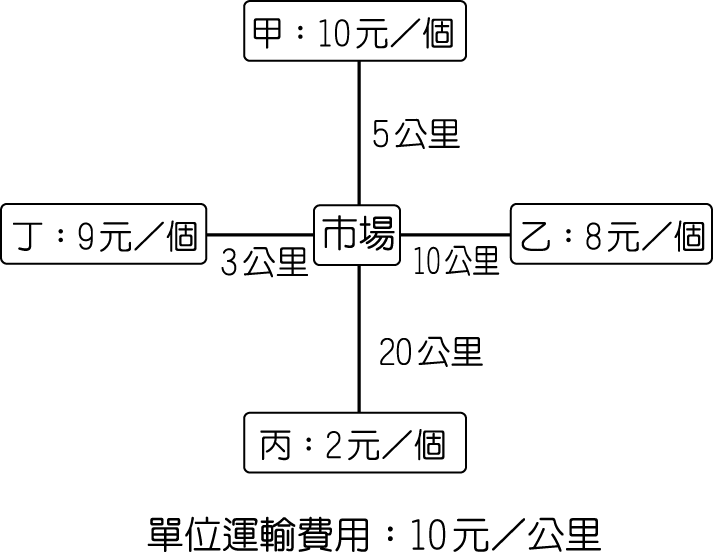 甲：10元／個
5公里
丁：9元／個
市場
乙：8元／個
3公里
10公里
20公里
丙：2元／個
單位運輸費用：10元／公里